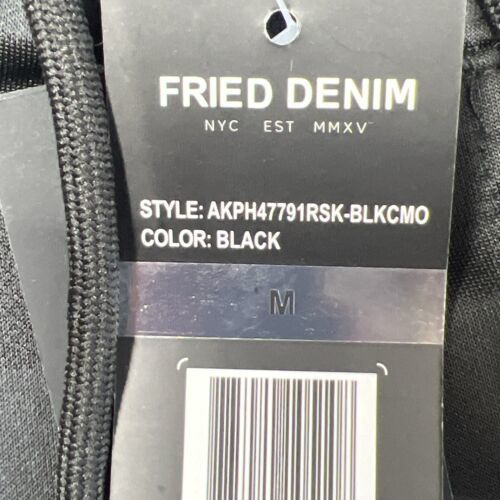 FRIED DENIM
NYC EST MMXV
STYLE: AKPH47791RSK-BLKCMO
COLOR: BLACK
M